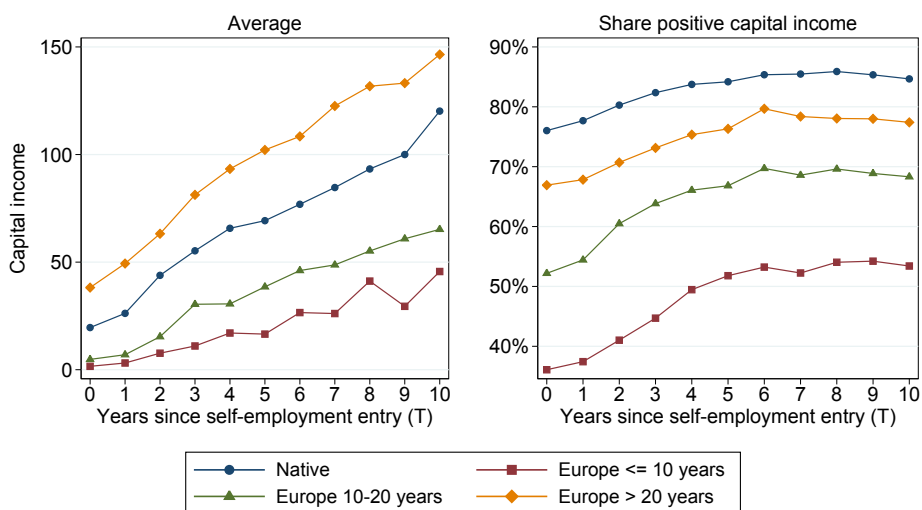 Average
Share positive capital income
Capital income
150
100
50
0
0 1 2 3 4 5 6 7 8 9 10
Years since self-employment entry (T)
90%
80%
70%
60%
50%
40%
0 1 2 3 4 5 6 7 8 9 10
Years since self-employment entry (T)
Native
Europe <= 10 years
Europe 10-20 years
Europe > 20 years